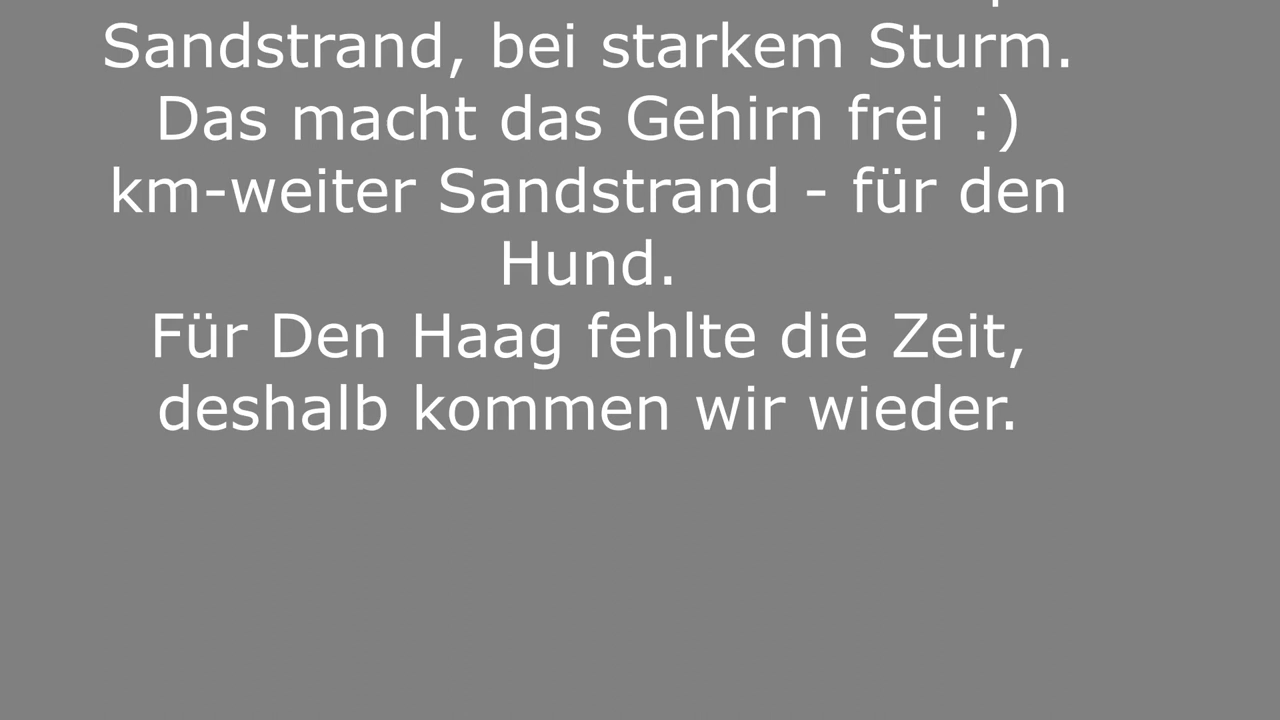 Sandstrand, bei starkem Sturm.
Das macht das Gehirn frei :)
km-weiter Sandstrand - für den
Hund.
Für Den Haag fehlte die Zeit,
deshalb kommen wir wieder.